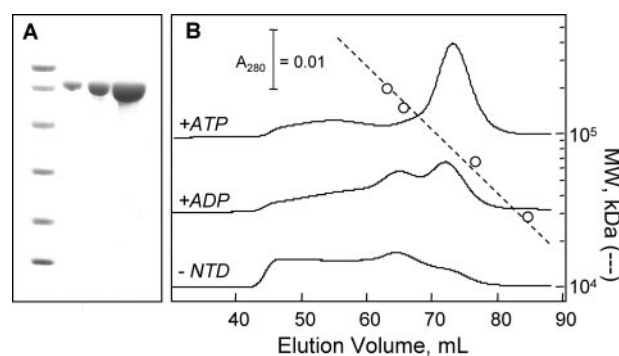 A
B
A280 = 0.01
+ATP
+ADP
- NTD
10^5
10^4
MW, kDa (---)
40 50 60 70 80 90
Elution Volume, mL